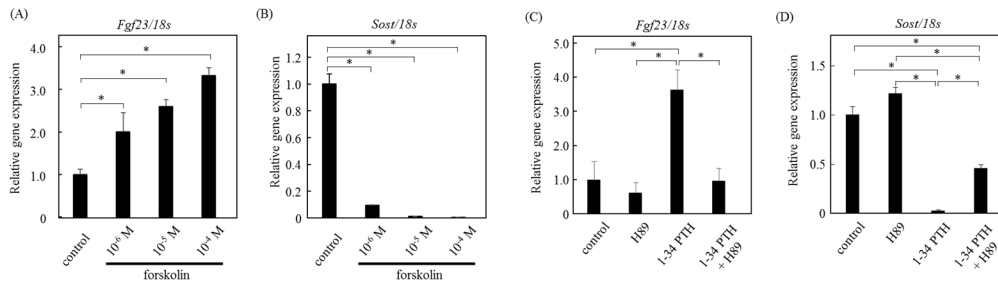 (A)
Fgf23/18s
Relative gene expression
4.0
3.0
2.0
1.0
0
*
*
*
control
10⁻⁶ M
10⁻⁵ M
10⁻⁴ M
forskolin
(B)
Sost/18s
Relative gene expression
1.2
1.0
0.8
0.6
0.4
0.2
0
*
*
*
control
10⁻⁶ M
10⁻⁵ M
10⁻⁴ M
forskolin
(C)
Fgf23/18s
Relative gene expression
5.0
4.0
3.0
2.0
1.0
0
*
*
*
control
H89
1-34 PTH
1-34 PTH
+ H89
(D)
Sost/18s
Relative gene expression
1.5
1.0
0.5
0
*
*
*
*
*
control
H89
1-34 PTH
1-34 PTH
+ H89